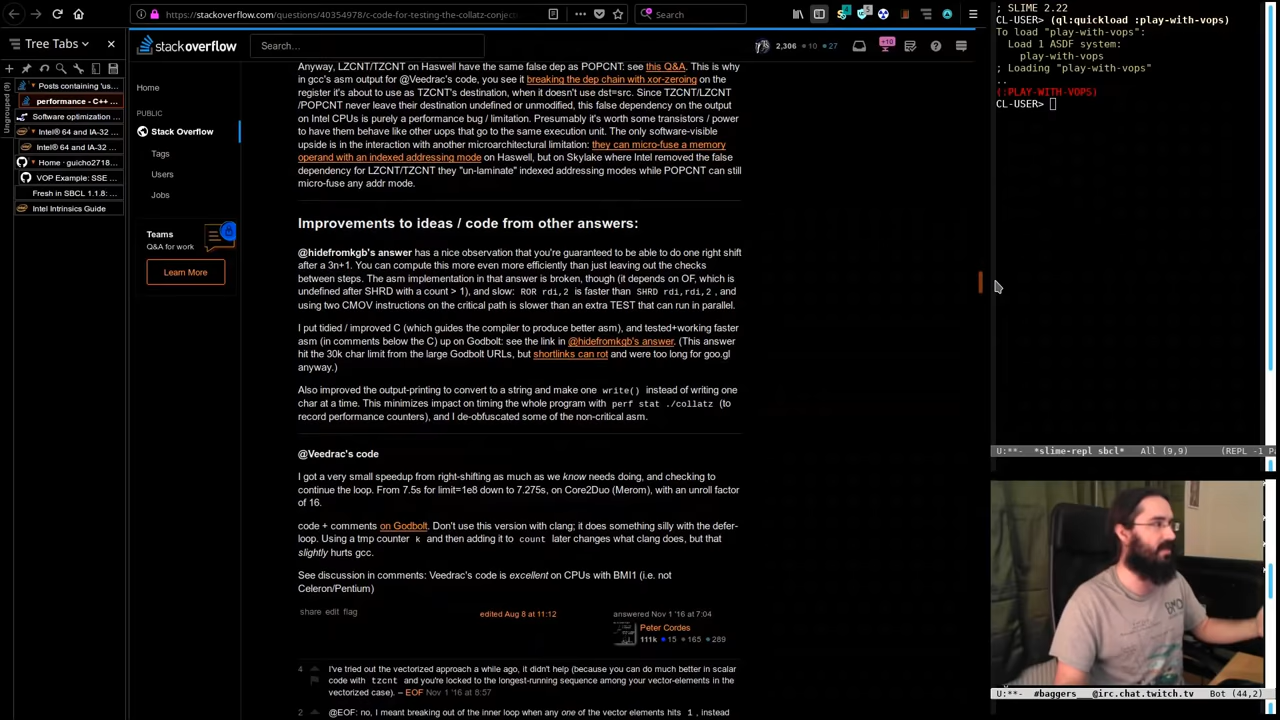 https://stackoverflow.com/questions/40354978/c-code-for-testing-the-collatz-conject
Search
Tree Tabs
Ungrouped (9)
Posts containing 'us...
performance - C++ ...
Software optimization ...
Intel® 64 and IA-32 ...
Intel® 64 and IA-32 ...
Home · guicho2718...
VOP Example: SSE ...
Fresh in SBCL 1.1.8: ...
Intel Intrinsics Guide
stackoverflow
Search...
2,306 10 27
+10
Home
PUBLIC
Stack Overflow
Tags
Users
Jobs
Teams
Q&A for work
Learn More
Anyway, LZCNT/TZCNT on Haswell have the same false dep as POPCNT: see this Q&A. This is why
in gcc's asm output for @Veedrac's code, you see it breaking the dep chain with xor-zeroing on the
register it's about to use as TZCNT's destination, when it doesn't use dst=src. Since TZCNT/LZCNT
/POPCNT never leave their destination undefined or unmodified, this false dependency on the output
on Intel CPUs is purely a performance bug / limitation. Presumably it's worth some transistors / power
to have them behave like other uops that go to the same execution unit. The only software-visible
upside is in the interaction with another microarchitectural limitation: they can micro-fuse a memory
operand with an indexed addressing mode on Haswell, but on Skylake where Intel removed the false
dependency for LZCNT/TZCNT they "un-laminate" indexed addressing modes while POPCNT can still
micro-fuse any addr mode.
Improvements to ideas / code from other answers:
@hidefromkgb's answer has a nice observation that you're guaranteed to be able to do one right shift
after a 3n+1. You can compute this more even more efficiently than just leaving out the checks
between steps. The asm implementation in that answer is broken, though (it depends on OF, which is
undefined after SHRD with a count > 1), and slow: ROR rdi,2 is faster than SHRD rdi,rdi,2 , and
using two CMOV instructions on the critical path is slower than an extra TEST that can run in parallel.
I put tidied / improved C (which guides the compiler to produce better asm), and tested+working faster
asm (in comments below the C) up on Godbolt: see the link in @hidefromkgb's answer. (This answer
hit the 30k char limit from the large Godbolt URLs, but shortlinks can rot and were too long for goo.gl
anyway.)
Also improved the output-printing to convert to a string and make one write() instead of writing one
char at a time. This minimizes impact on timing the whole program with perf stat ./collatz (to
record performance counters), and I de-obfuscated some of the non-critical asm.
@Veedrac's code
I got a very small speedup from right-shifting as much as we know needs doing, and checking to
continue the loop. From 7.5s for limit=1e8 down to 7.275s, on Core2Duo (Merom), with an unroll factor
of 16.
code + comments on Godbolt. Don't use this version with clang; it does something silly with the defer-
loop. Using a tmp counter k and then adding it to count later changes what clang does, but that
slightly hurts gcc.
See discussion in comments: Veedrac's code is excellent on CPUs with BMI1 (i.e. not
Celeron/Pentium)
share edit flag
edited Aug 8 at 11:12
answered Nov 1 '16 at 7:04
Peter Cordes
111k 15 165 289
4
I've tried out the vectorized approach a while ago, it didn't help (because you can do much better in scalar
code with tzcnt and you're locked to the longest-running sequence among your vector-elements in the
vectorized case). – EOF Nov 1 '16 at 8:57
2
@EOF: no, I meant breaking out of the inner loop when any one of the vector elements hits 1 , instead
; SLIME 2.22
CL-USER> (ql:quickload :play-with-vops)
To load "play-with-vops":
Load 1 ASDF system:
play-with-vops
; Loading "play-with-vops"
..
(:PLAY-WITH-VOPS)
CL-USER>
U:**- *slime-repl sbcl* All (9,9) (REPL -1 P
U:**- #baggers @irc.chat.twitch.tv Bot (44,2)